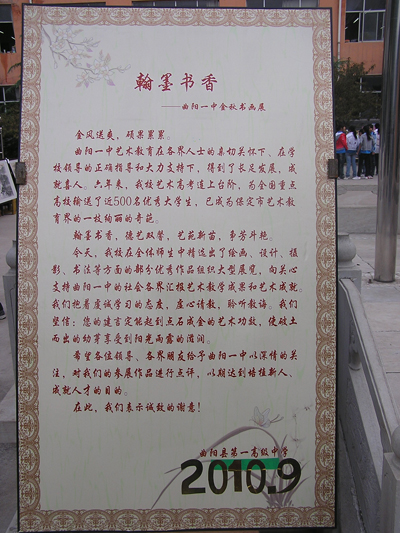 翰墨书香
——曲阳一中金秋书画展
金风送爽，硕果累累。
曲阳一中艺术教育在各界人士的亲切关怀下、在学
校领导的正确指导和大力支持下，得到了长足发展，成
就喜人。六年来，我校艺术高考连上台阶，为全国重点
高校输送了近500名优秀大学生，已成为保定市艺术教
育界的一枝绚丽的奇葩。
翰墨书香，德艺双馨、艺苑新笛，争芳斗艳。
今天，我校在全体师生中精选出了绘画、设计、摄
影、书法等方面的部分优秀作品组织大型展览，向关心
支持曲阳一中的社会各界汇报艺术教学成果和艺术成就。
我们抱着虔诚学习的态度，虚心请教，聆听教诲。我们
坚信：您的建言定能起到点石成金的艺术功效，使破土
而出的幼芽享受到阳光雨露的滋润。
希望各位领导、各界朋友给予曲阳一中以深情的关
注，对我们的参展作品进行点评，以期达到培植新人、
成就人才的目的。
在此，我们表示诚致的谢意！
曲阳县第一高级中学
2010.9